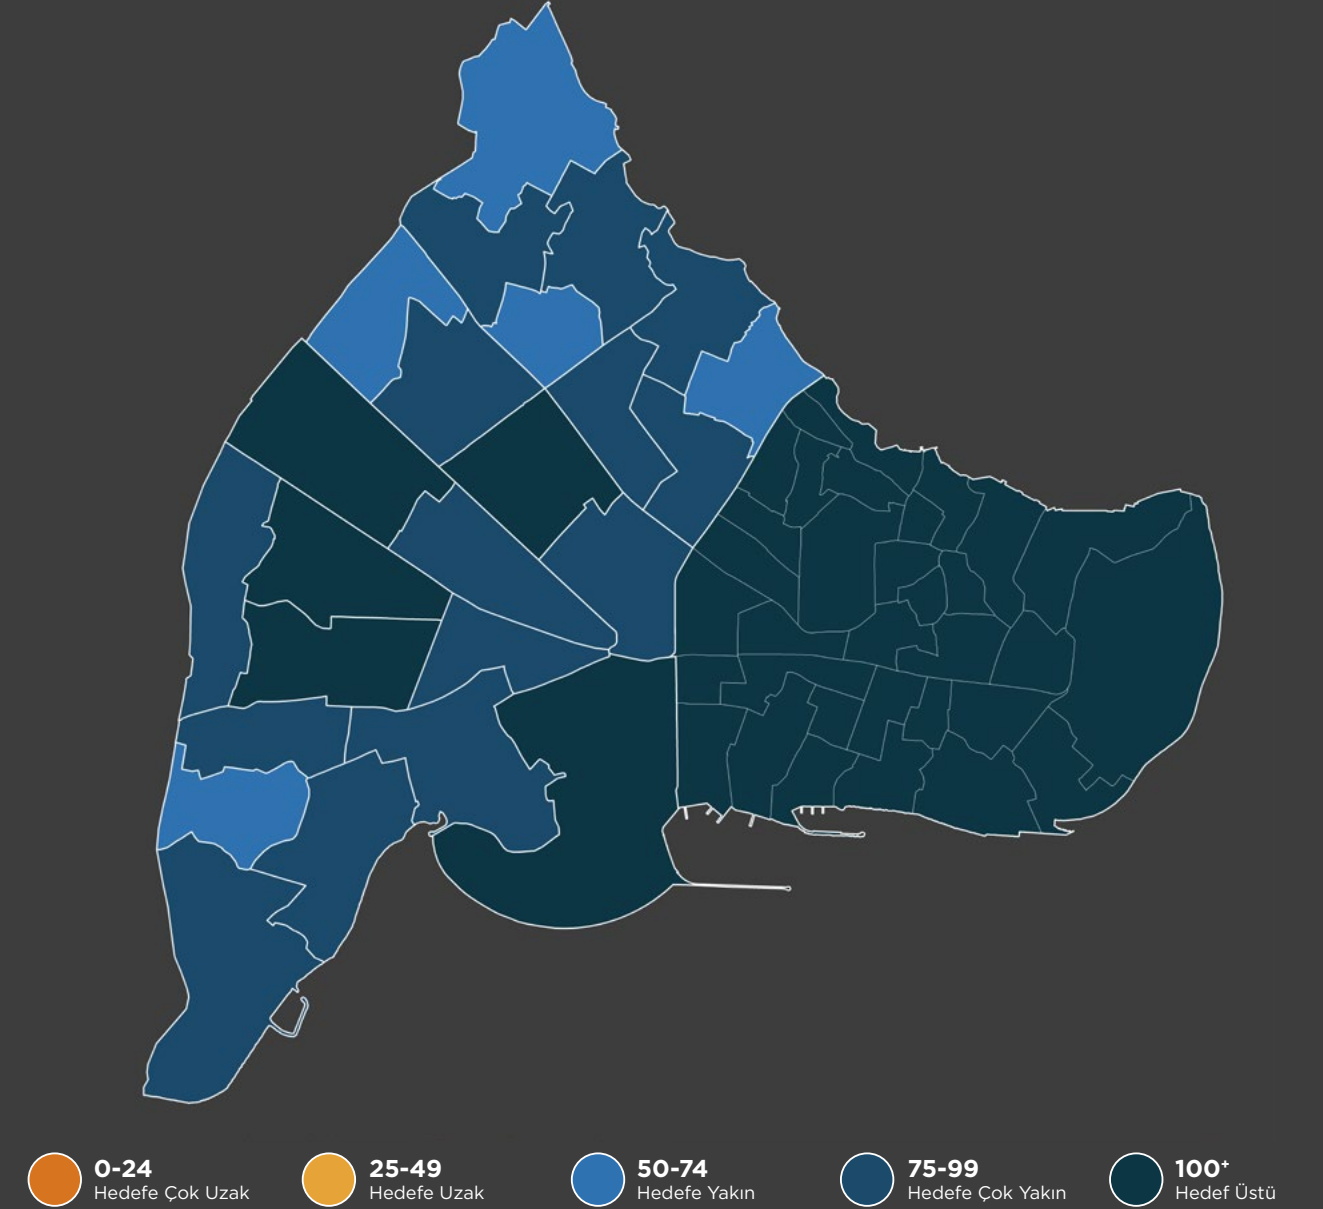 0-24
Hedefe Çok Uzak
25-49
Hedefe Uzak
50-74
Hedefe Yakın
75-99
Hedefe Çok Yakın
100+
Hedef Üstü